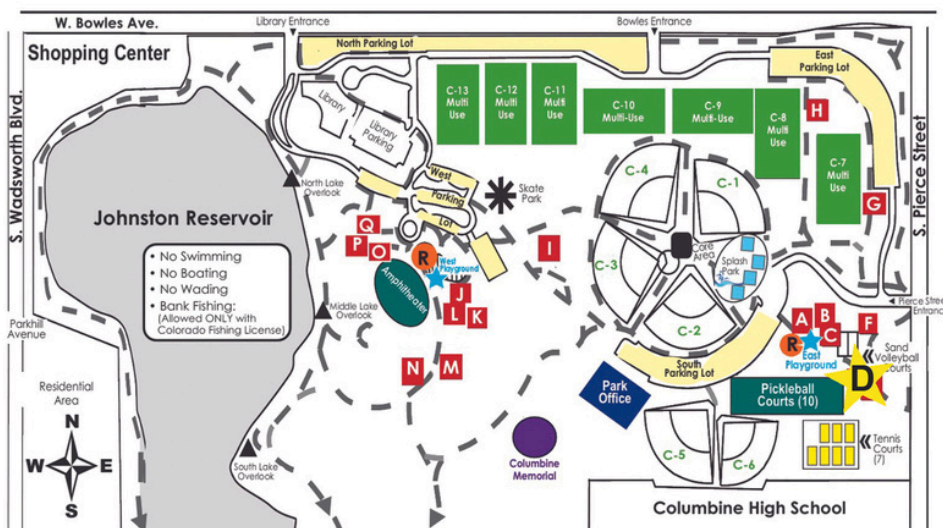 W. Bowles Ave.
Library Entrance
Bowles Entrance
Shopping Center
North Parking Lot
East
Parking Lot
S. Wadsworth Blvd.
S. Pierce Street
Library
Library
Parking
C-13
Multi
Use
C-12
Multi
Use
C-11
Multi
Use
C-10
Multi-Use
C-9
Multi-Use
C-8
Multi
Use
H
C-7
Multi
Use
G
West
Parking
Lot
Skate
Park
C-4
C-1
North Lake
Overlook
Johnston Reservoir
• No Swimming
• No Boating
• No Wading
• Bank Fishing:
(Allowed ONLY with
Colorado Fishing License)
Q
P
O
R
West
Playground
Amphitheater
I
J
L
K
Core
Area
Splash
Park
C-3
C-2
Middle Lake
Overlook
Parkhill
Avenue
Pierce Street
Entrance
A
B
C
F
R
East
Playground
Sand
Volleyball
Courts
N
M
South
Parking Lot
Park
Office
Pickleball
Courts (10)
D
Residential
Area
N
W
E
S
South Lake
Overlook
Columbine
Memorial
C-5
C-6
Tennis
Courts
(7)
Columbine High School